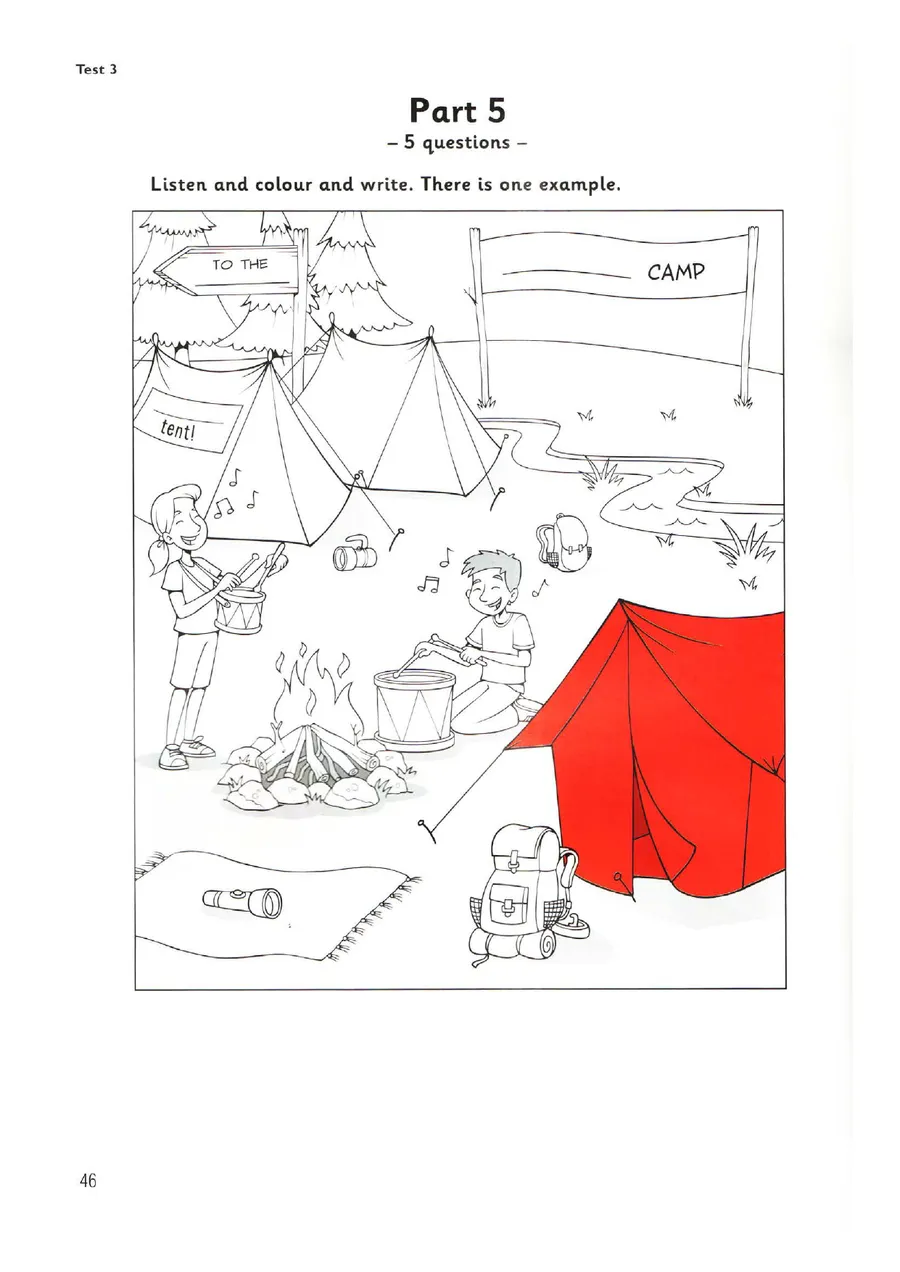 Test 3
Part 5
– 5 questions –
Listen and colour and write. There is one example.
TO THE
CAMP
tent!
46